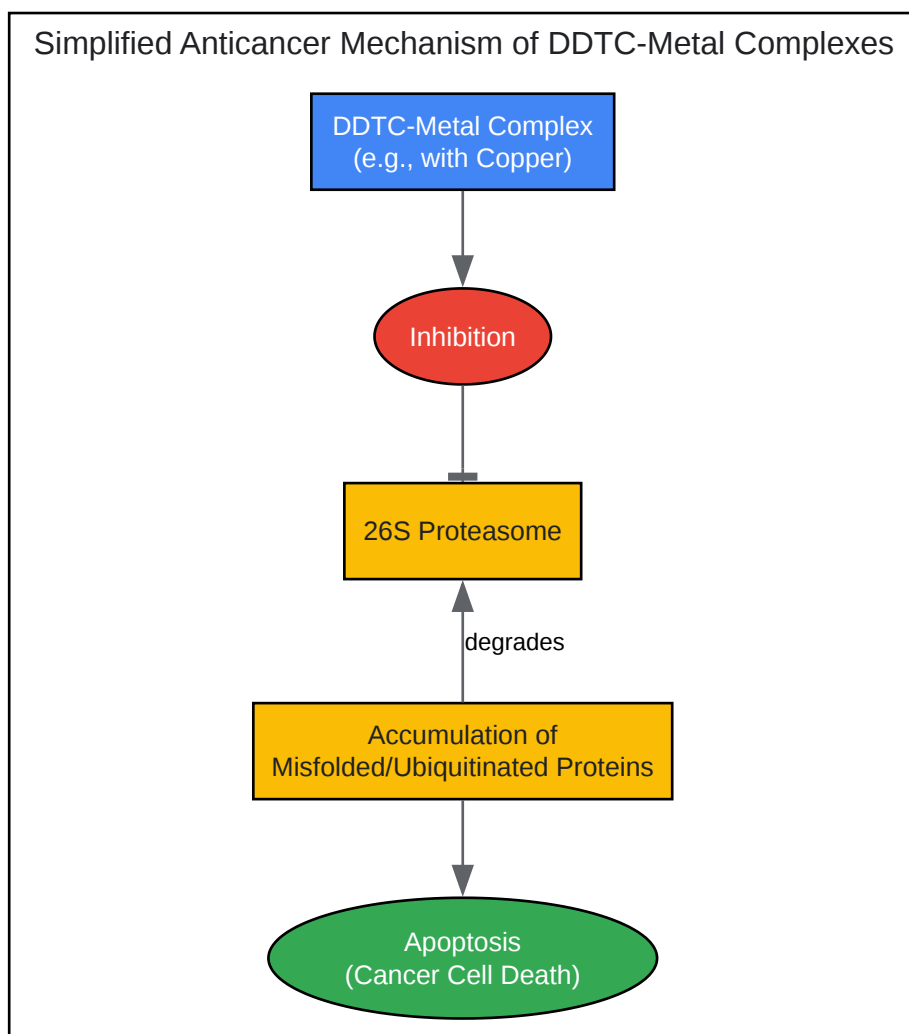 Simplified Anticancer Mechanism of DDTC-Metal Complexes
DDTC-Metal Complex
(e.g., with Copper)
Inhibition
26S Proteasome
degrades
Accumulation of
Misfolded/Ubiquitinated Proteins
Apoptosis
(Cancer Cell Death)